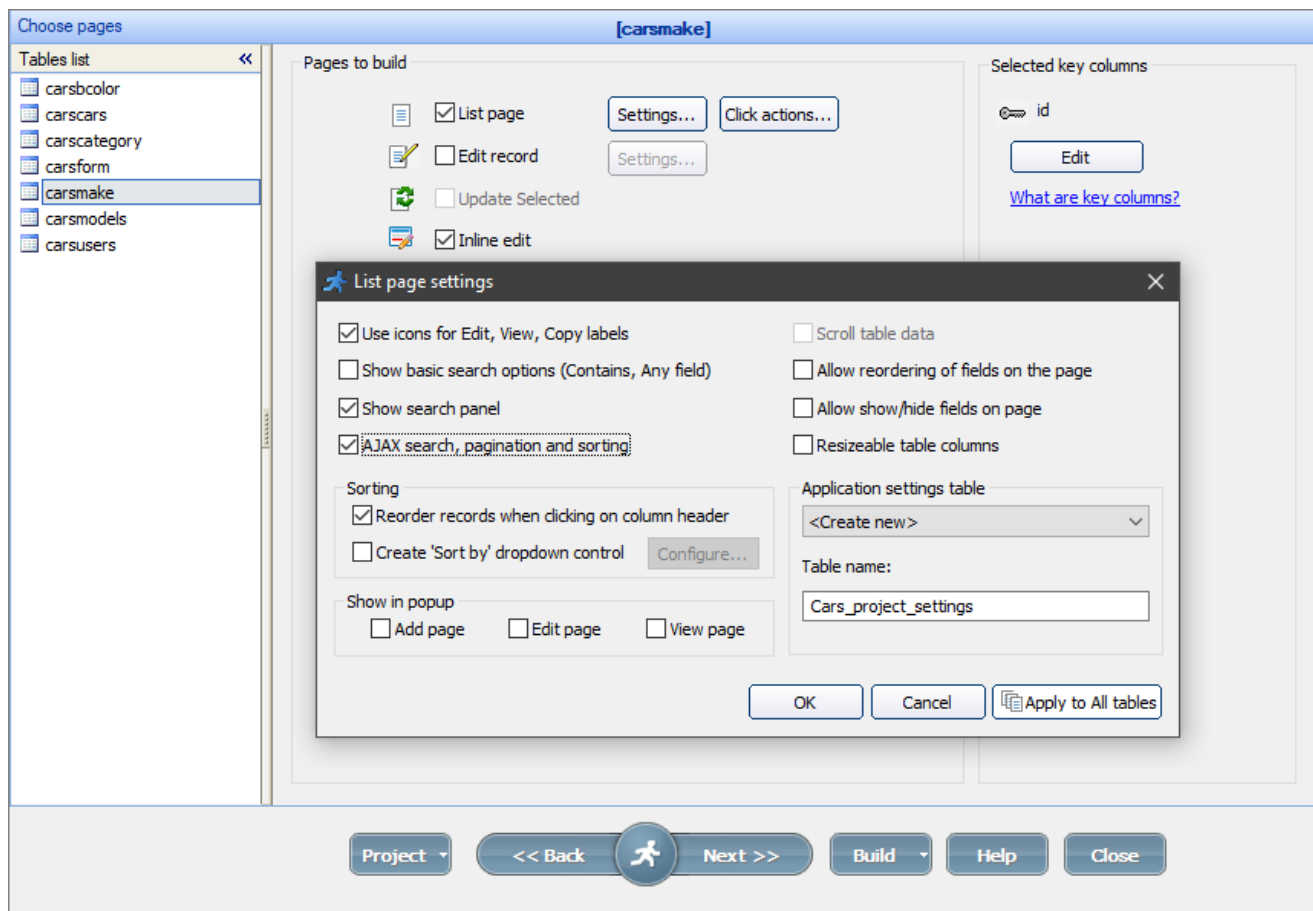 Choose pages
[carsmake]
Tables list
carsbcolor
carscars
carscategory
carsform
carsmake
carsmodels
carsusers
Pages to build
List page
Settings...
Click actions...
Edit record
Settings...
Update Selected
Inline edit
Selected key columns
id
Edit
What are key columns?
List page settings
Use icons for Edit, View, Copy labels
Show basic search options (Contains, Any field)
Show search panel
AJAX search, pagination and sorting
Scroll table data
Allow reordering of fields on the page
Allow show/hide fields on page
Resizeable table columns
Sorting
Reorder records when clicking on column header
Create 'Sort by' dropdown control
Configure...
Show in popup
Add page
Edit page
View page
Application settings table
<Create new>
Table name:
Cars_project_settings
OK
Cancel
Apply to All tables
Project
<< Back
Next >>
Build
Help
Close